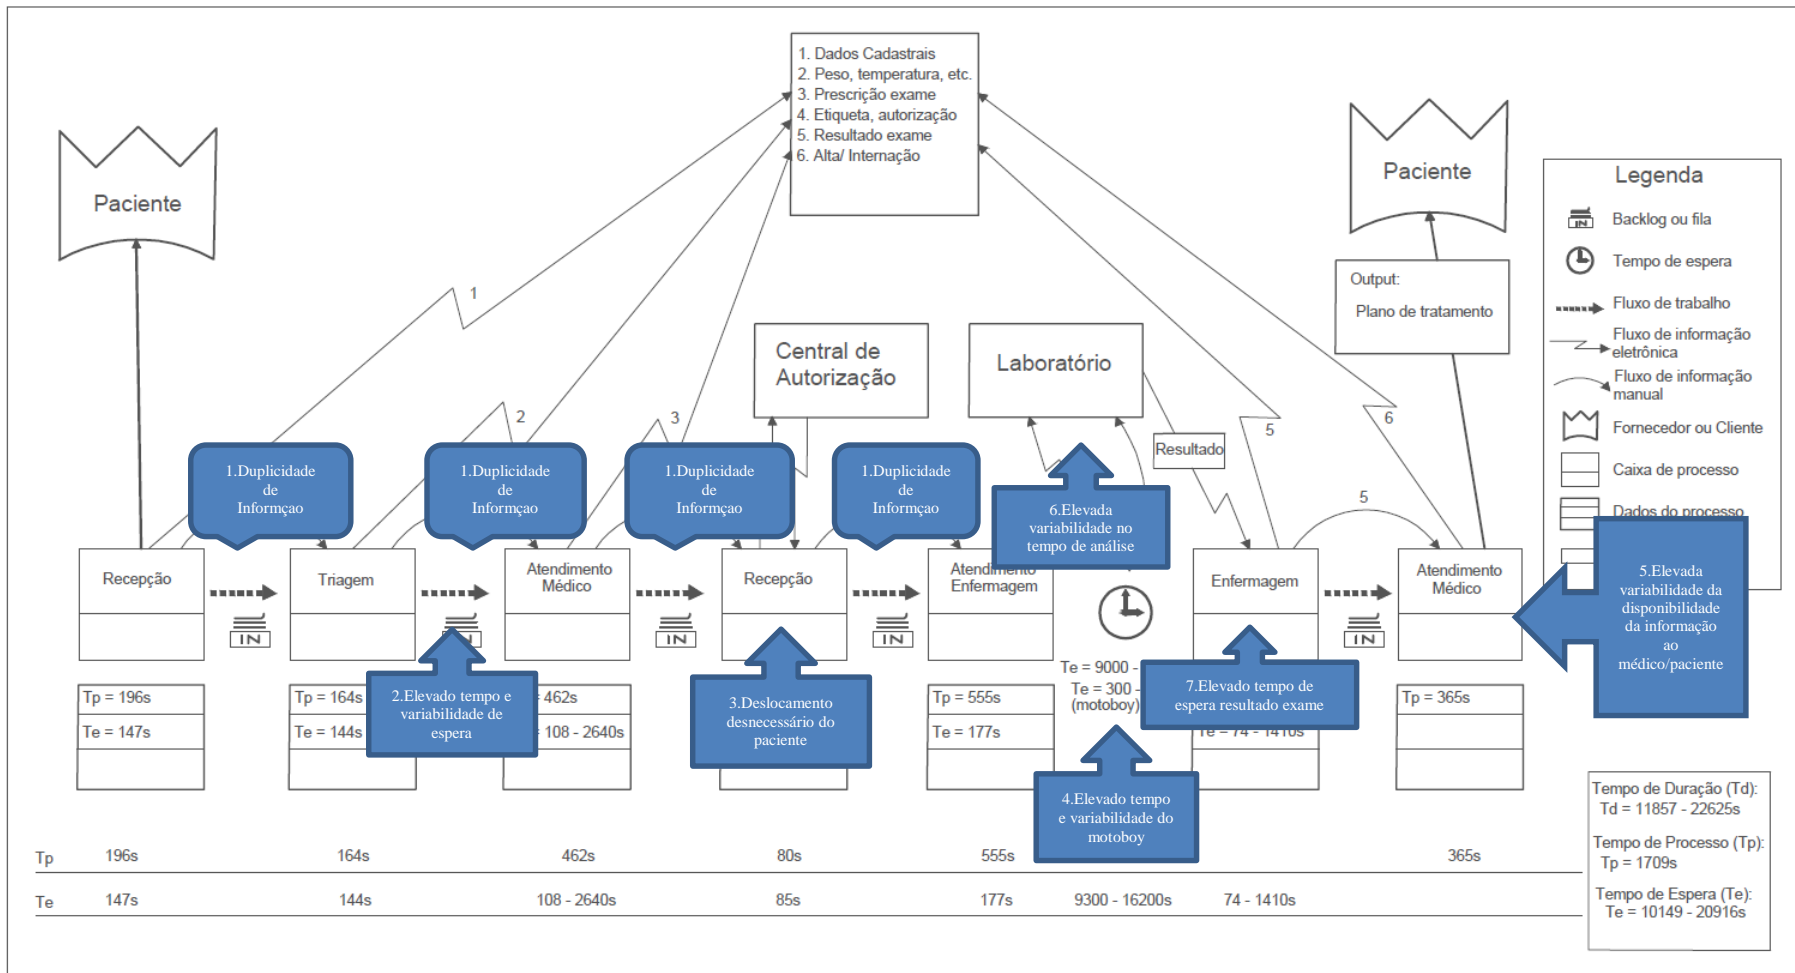 1. Dados Cadastrais
2. Peso, temperatura, etc.
3. Prescrição exame
4. Etiqueta, autorização
5. Resultado exame
6. Alta/ Internação
Paciente
Paciente
Legenda
IN
Backlog ou fila
Tempo de espera
Fluxo de trabalho
Fluxo de informação
eletrônica
Fluxo de informação
manual
Fornecedor ou Cliente
Caixa de processo
Dados do processo
Output:
Plano de tratamento
1
2
3
5
6
5
Central de
Autorização
Laboratório
Resultado
1.Duplicidade
de
Informçao
1.Duplicidade
de
Informçao
1.Duplicidade
de
Informçao
1.Duplicidade
de
Informçao
6.Elevada
variabilidade no
tempo de análise
5.Elevada
variabilidade da
disponibilidade
da informação
ao
médico/paciente
Recepção
Triagem
Atendimento
Médico
Recepção
Atendimento
Enfermagem
Enfermagem
Atendimento
Médico
IN
IN
IN
IN
IN
2.Elevado tempo e
variabilidade de
espera
3.Deslocamento
desnecessário do
paciente
7.Elevado tempo de
espera resultado exame
4.Elevado tempo
e variabilidade do
motoboy
Tp = 196s
Te = 147s
Tp = 164s
Te = 144s
= 462s
108 - 2640s
Tp = 555s
Te = 177s
Te = 9000 -
Te = 300 -
(motoboy)
Te = 74 - 1410s
Tp = 365s
Tempo de Duração (Td):
Td = 11857 - 22625s
Tempo de Processo (Tp):
Tp = 1709s
Tempo de Espera (Te):
Te = 10149 - 20916s
Tp 196s 164s 462s 80s 555s 365s
Te 147s 144s 108 - 2640s 85s 177s 9300 - 16200s 74 - 1410s